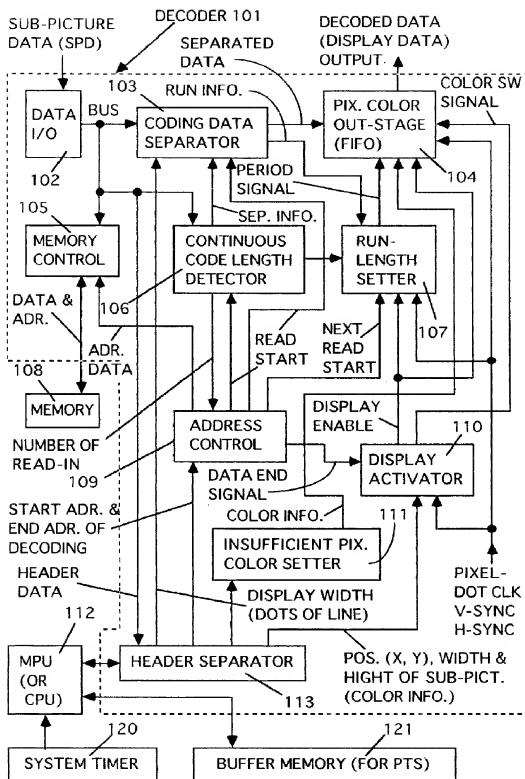 SUB-PICTURE
DATA (SPD)
DECODER 101
SEPARATED
DATA
DECODED DATA
(DISPLAY DATA)
OUTPUT
COLOR SW
SIGNAL
103
RUN INFO.
BUS
DATA
I/O
102
CODING DATA
SEPARATOR
PIX. COLOR
OUT-STAGE
(FIFO)
104
PERIOD
SIGNAL
SEP. INFO.
105
MEMORY
CONTROL
106
CONTINUOUS
CODE LENGTH
DETECTOR
RUN-
LENGTH
SETTER
107
DATA &
ADR.
ADR.
DATA
READ
START
NEXT
READ
START
108
MEMORY
NUMBER OF
READ-IN
109
ADDRESS
CONTROL
DISPLAY
ENABLE
110
DISPLAY
ACTIVATOR
DATA END
SIGNAL
START ADR. &
END ADR. OF
DECODING
COLOR INFO.
111
INSUFFICIENT PIX.
COLOR SETTER
HEADER
DATA
DISPLAY WIDTH
(DOTS OF LINE)
PIXEL-
DOT CLK
V-SYNC
H-SYNC
112
MPU
(OR
CPU)
HEADER SEPARATOR
113
POS. (X, Y), WIDTH &
HIGHT OF SUB-PICT.
(COLOR INFO.)
120
SYSTEM TIMER
121
BUFFER MEMORY (FOR PTS)